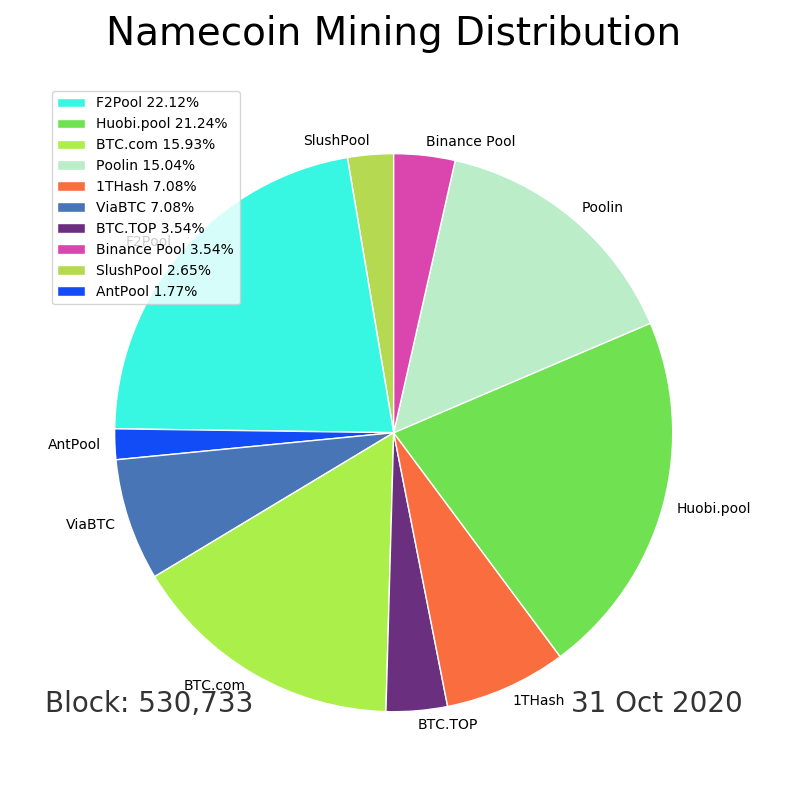 Namecoin Mining Distribution
F2Pool 22.12%
Huobi.pool 21.24%
BTC.com 15.93%
Poolin 15.04%
1THash 7.08%
ViaBTC 7.08%
BTC.TOP 3.54%
Binance Pool 3.54%
SlushPool 2.65%
AntPool 1.77%
SlushPool
Binance Pool
Poolin
F2Pool
AntPool
Huobi.pool
ViaBTC
BTC.com
1THash
BTC.TOP
Block: 530,733
31 Oct 2020